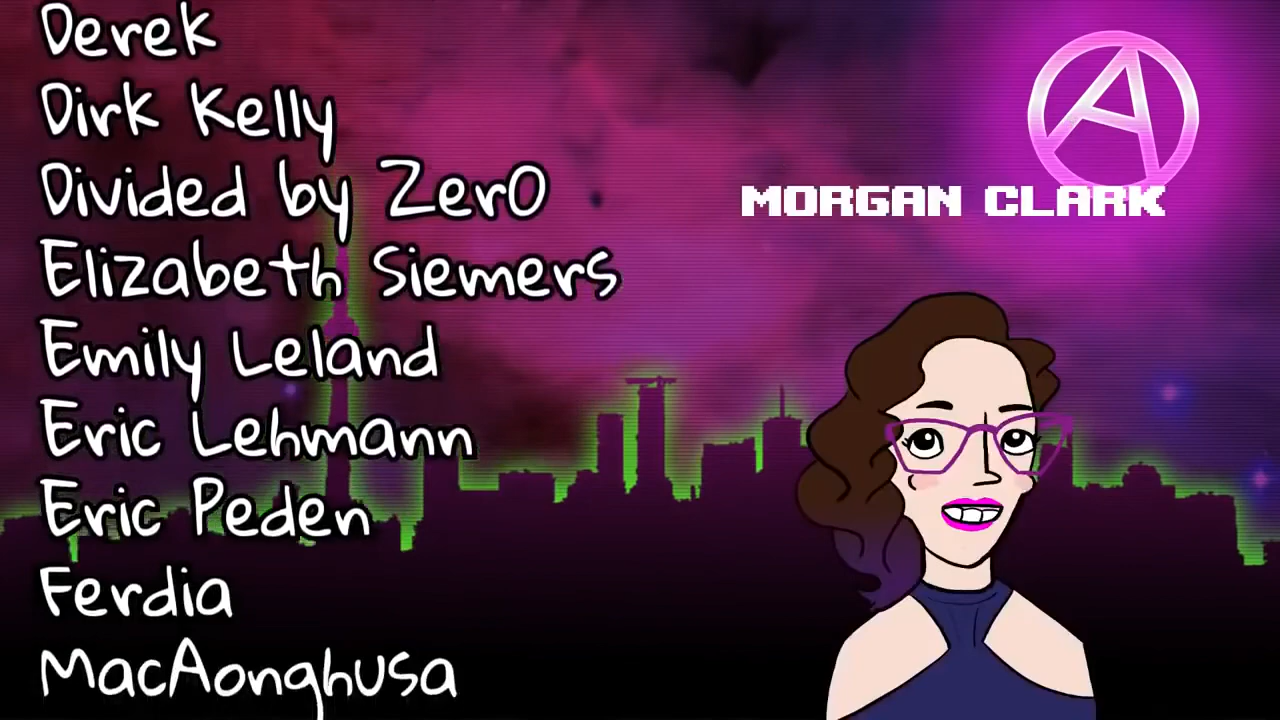 Derek
Dirk Kelly
Divided by Zer0
Elizabeth Siemers
Emily Leland
Eric Lehmann
Eric Peden
Ferdia
MacAonghusa
MORGAN CLARK